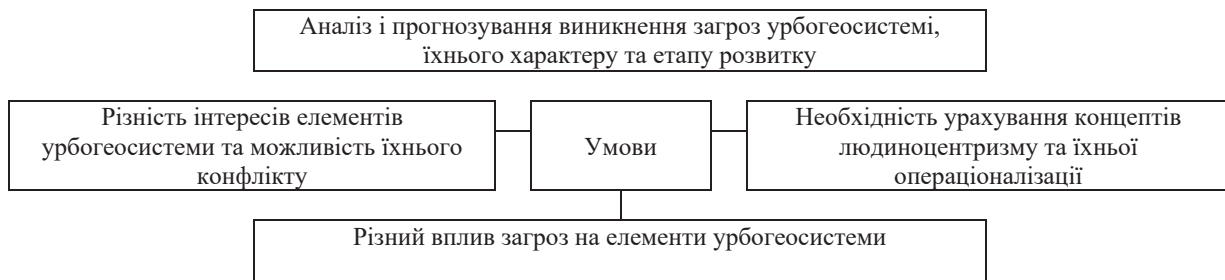 Аналіз і прогнозування виникнення загроз урбогеосистемі,
їхнього характеру та етапу розвитку
Різність інтересів елементів
урбогеосистеми та можливість їхнього
конфлікту
Умови
Необхідність урахування концептів
людиноцентризму та їхньої
операціоналізації
Різний вплив загроз на елементи урбогеосистеми